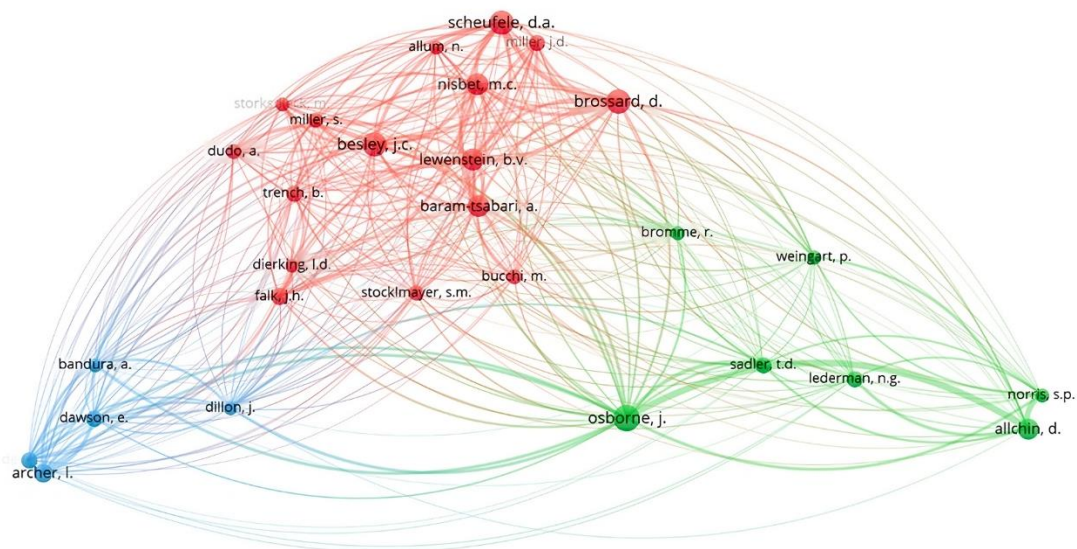 scheufele, d.a.
miller, j.d.
allum, n.
nisbet, m.c.
brossard, d.
miller, s.
besley, j.c.
dudo, a.
lewenstein, b.v.
trench, b.
baram-tsabari, a.
bromme, r.
weingart, p.
dierking, l.d.
bucchi, m.
falk, j.h.
stocklmayer, s.m.
bandura, a.
sadler, t.d.
lederman, n.g.
norris, s.p.
dawson, e.
dillon, j.
osborne, j.
allchin, d.
archer, l.